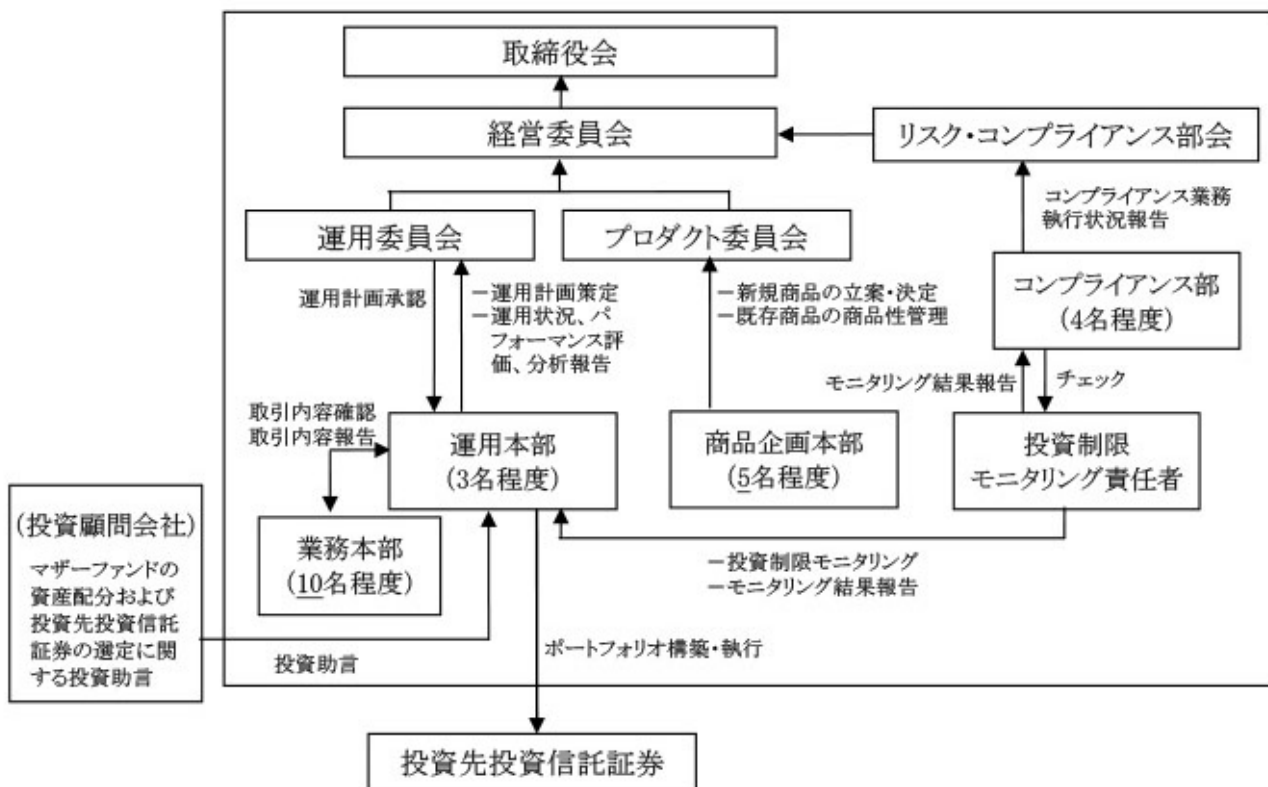 取締役会
経営委員会
リスク・コンプライアンス部会
コンプライアンス業務
執行状況報告
運用委員会
プロダクト委員会
運用計画承認
－運用計画策定
－運用状況、パ
フォーマンス評
価、分析報告
－新規商品の立案・決定
－既存商品の商品性管理
コンプライアンス部
(4名程度)
モニタリング結果報告
チェック
取引内容確認
取引内容報告
運用本部
(3名程度)
商品企画本部
(5名程度)
投資制限
モニタリング責任者
(投資顧問会社)
マザーファンドの
資産配分および
投資先投資信託
証券の選定に関
する投資助言
業務本部
(10名程度)
－投資制限モニタリング
－モニタリング結果報告
投資助言
ポートフォリオ構築・執行
投資先投資信託証券